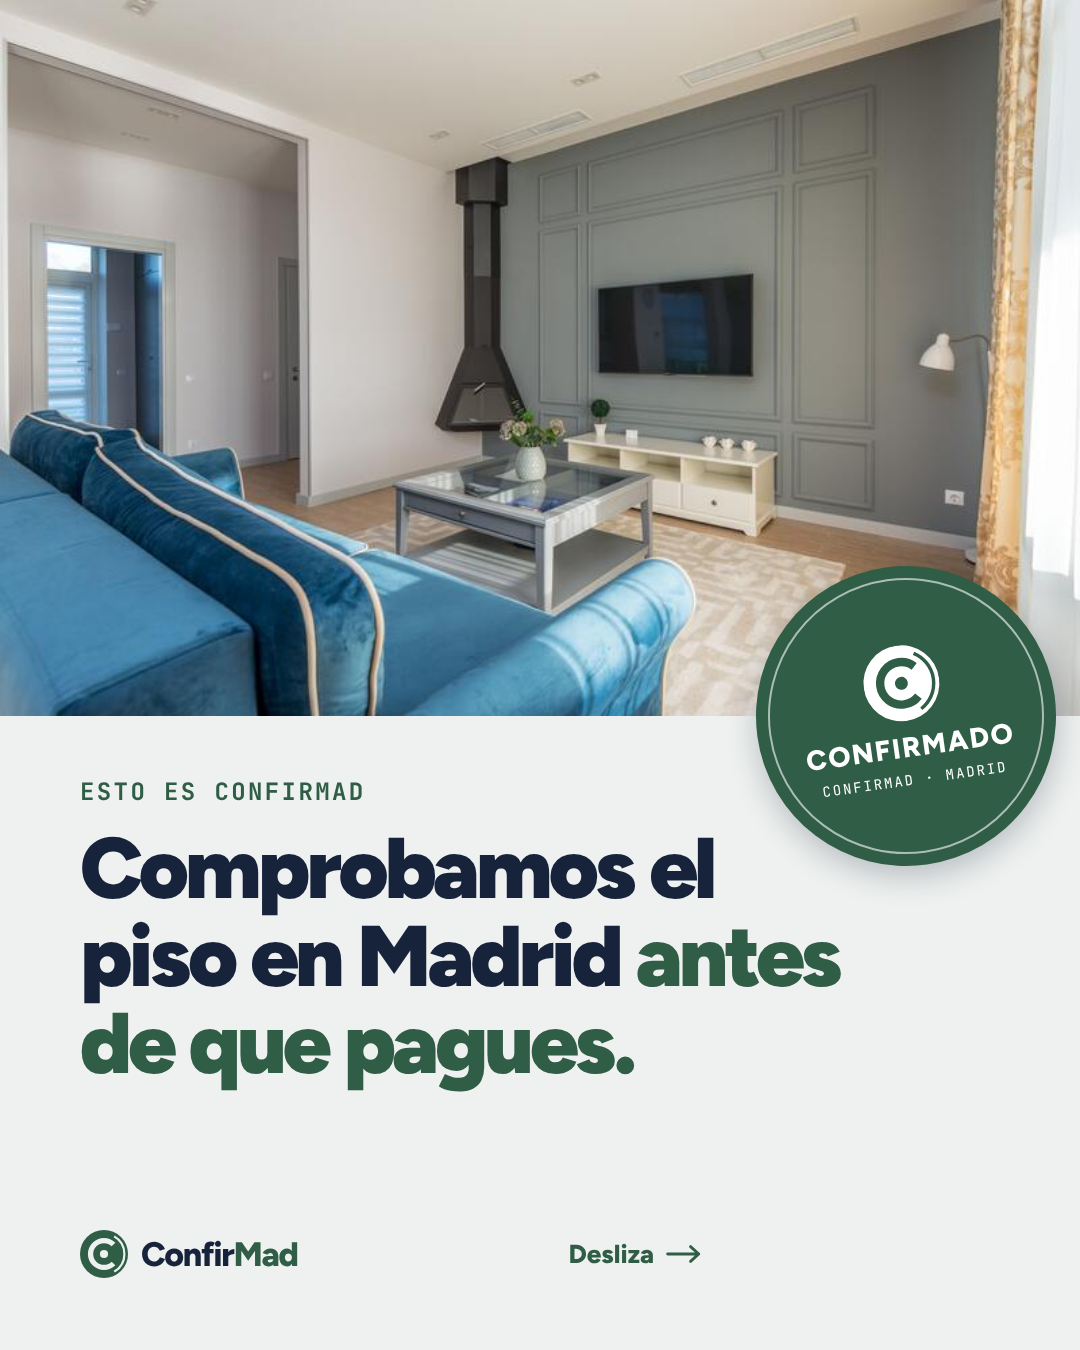 CONFIRMADO
CONFIRMAD · MADRID
ESTO ES CONFIRMAD
Comprobamos el
piso en Madrid antes
de que pagues.
ConfirMad
Desliza →